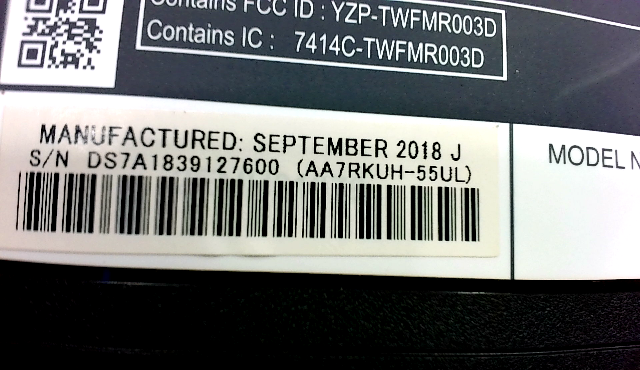 Contains FCC ID : YZP-TWFMR003D
Contains IC : 7414C-TWFMR003D
MANUFACTURED: SEPTEMBER 2018 J
S/N DS7A1839127600 (AA7RKUH-55UL)
MODEL N